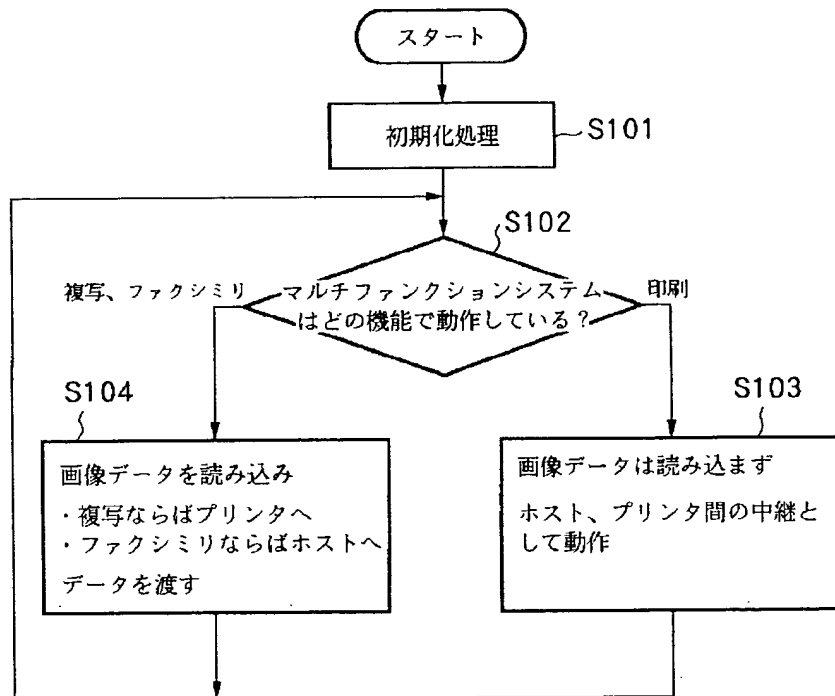 スタート
初期化処理
S101
S102
複写、ファクシミリ
マルチファンクションシステム
はどの機能で動作している？
印刷
S104
画像データを読み込み
・複写ならばプリンタへ
・ファクシミリならばホストへ
データを渡す
S103
画像データは読み込まず
ホスト、プリンタ間の中継と
して動作